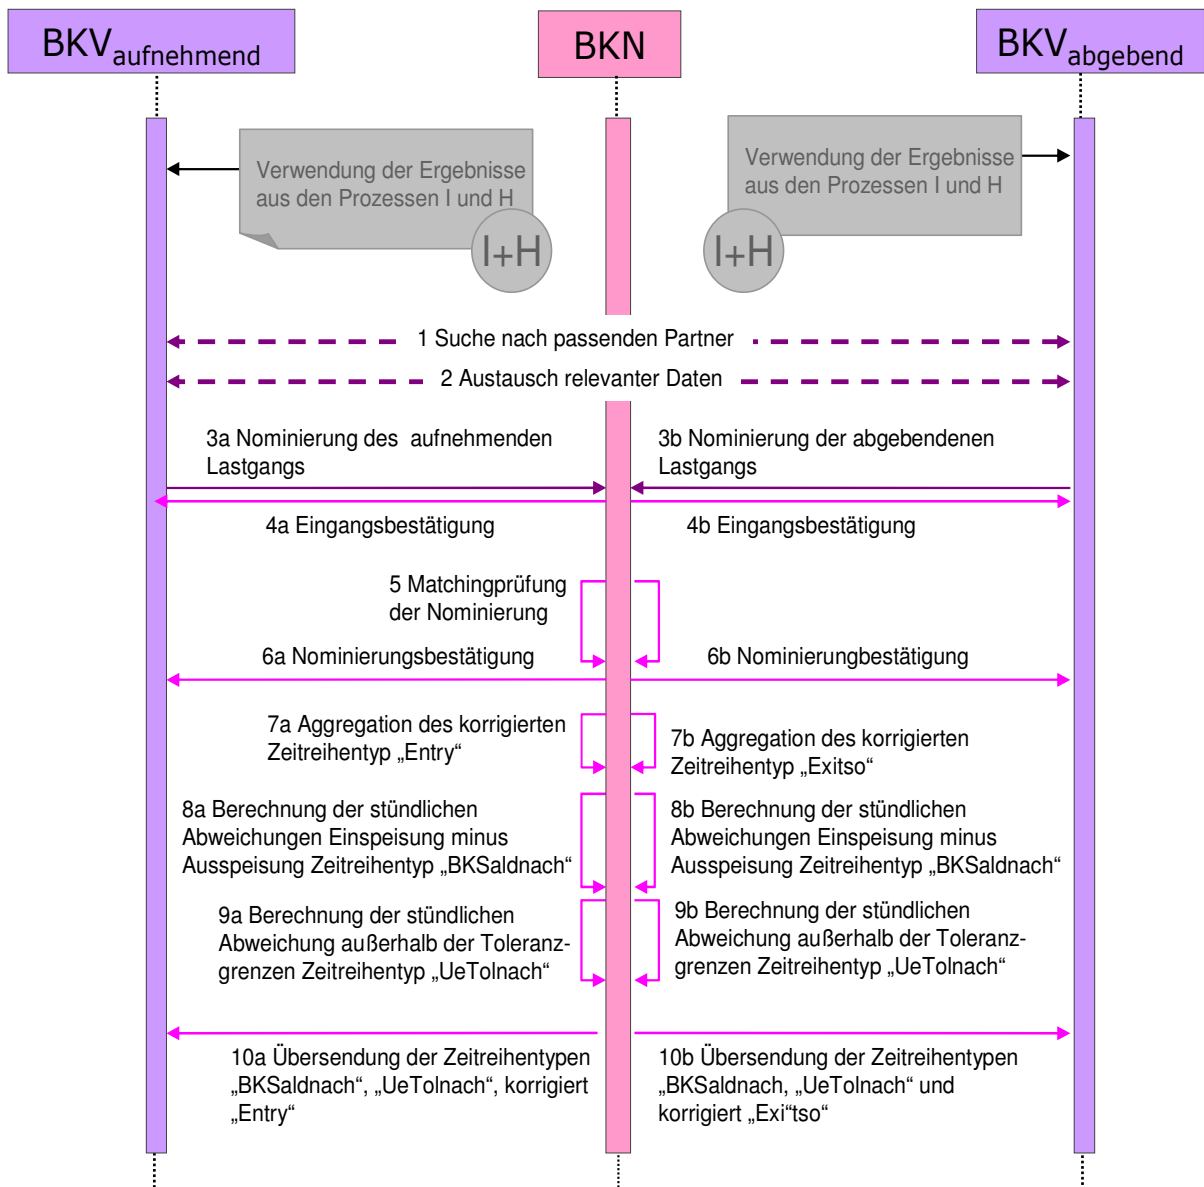 BKVaufnehmend
BKN
BKVabgebend
Verwendung der Ergebnisse
aus den Prozessen I und H
I+H
Verwendung der Ergebnisse
aus den Prozessen I und H
I+H
1 Suche nach passenden Partner
2 Austausch relevanter Daten
3a Nominierung des aufnehmenden
Lastgangs
3b Nominierung der abgebendenen
Lastgangs
4a Eingangsbestätigung
4b Eingangsbestätigung
5 Matchingprüfung
der Nominierung
6a Nominierungsbestätigung
6b Nominierungbestätigung
7a Aggregation des korrigierten
Zeitreihentyp „Entry“
7b Aggregation des korrigierten
Zeitreihentyp „Exitso“
8a Berechnung der stündlichen
Abweichungen Einspeisung minus
Ausspeisung Zeitreihentyp „BKSaldnach“
8b Berechnung der stündlichen
Abweichungen Einspeisung minus
Ausspeisung Zeitreihentyp „BKSaldnach“
9a Berechnung der stündlichen
Abweichung außerhalb der Toleranz-
grenzen Zeitreihentyp „UeTolnach“
9b Berechnung der stündlichen
Abweichung außerhalb der Toleranz-
grenzen Zeitreihentyp „UeTolnach“
10a Übersendung der Zeitreihentypen
„BKSaldnach“, „UeTolnach“, korrigiert
„Entry“
10b Übersendung der Zeitreihentypen
„BKSaldnach, „UeTolnach“ und
korrigiert „Exi“tso“